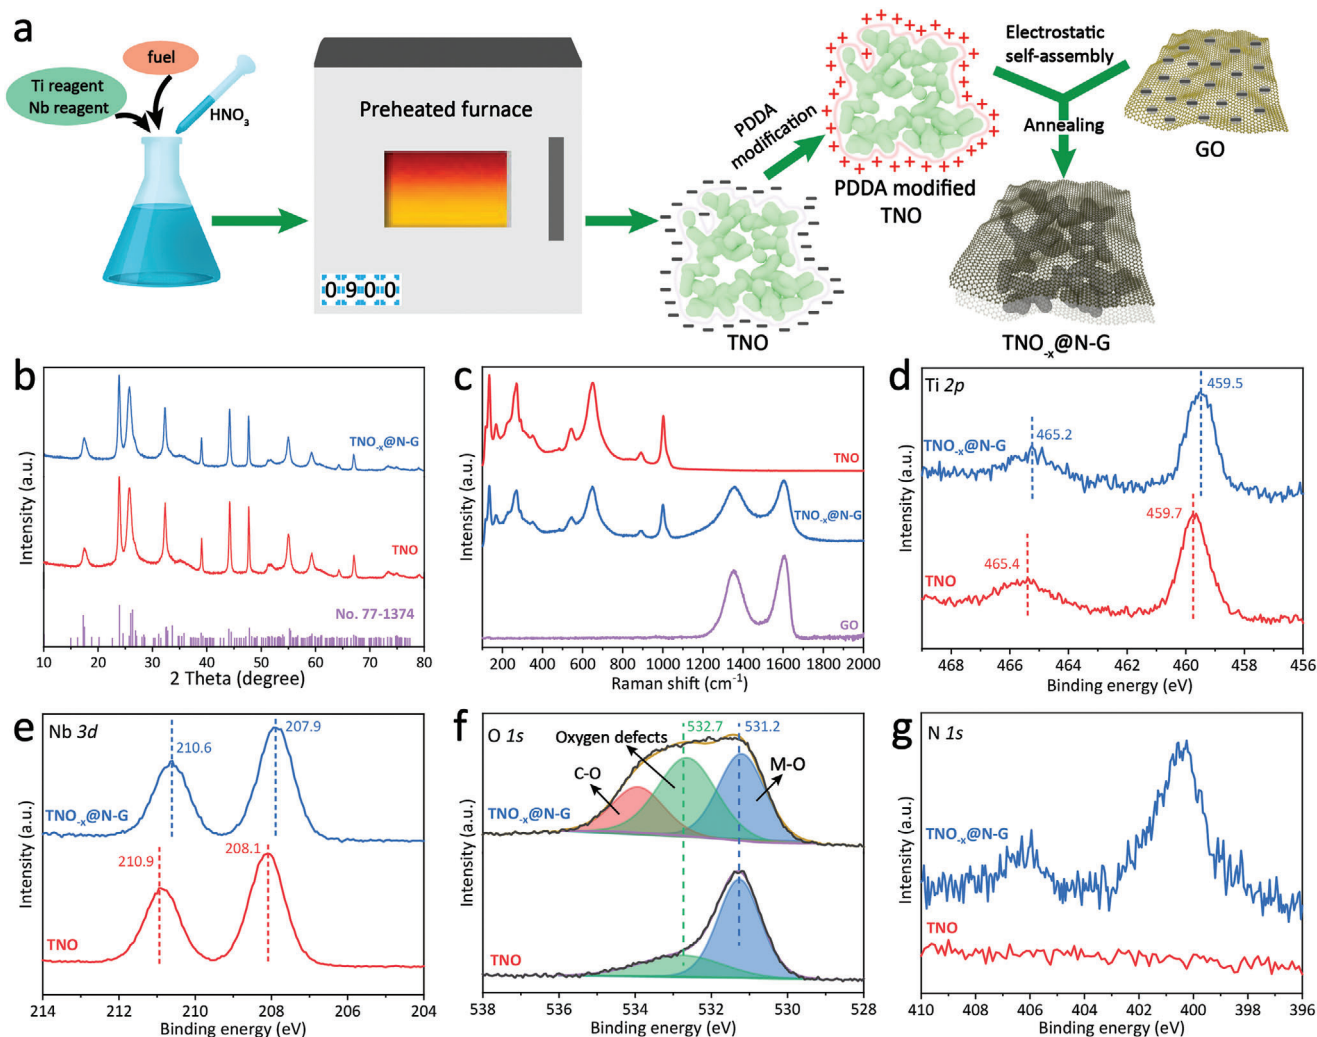 a
fuel
Ti reagent
Nb reagent
HNO3
Preheated furnace
0900
TNO
PDDA
modification
PDDA modified
TNO
Electrostatic
self-assembly
Annealing
GO
TNO-x@N-G
b
Intensity (a.u.)
TNO-x@N-G
TNO
No. 77-1374
10 20 30 40 50 60 70 80
2 Theta (degree)
c
Intensity (a.u.)
TNO
TNO-x@N-G
GO
200 400 600 800 1000 1400 1600 1800 2000
Raman shift (cm-1)
d
Ti 2p
459.5
TNO-x@N-G
465.2
459.7
465.4
TNO
Intensity (a.u.)
468 466 464 462 460 458 456
Binding energy (eV)
e
Nb 3d
207.9
210.6
TNO-x@N-G
210.9
208.1
TNO
Intensity (a.u.)
214 212 210 208 206 204
Binding energy (eV)
f
O 1s
532.7
531.2
Oxygen defects
C-O
M-O
TNO-x@N-G
TNO
Intensity (a.u.)
538 536 534 532 530 528
Binding energy (eV)
g
N 1s
TNO-x@N-G
TNO
Intensity (a.u.)
410 408 406 404 402 400 398 396
Binding energy (eV)